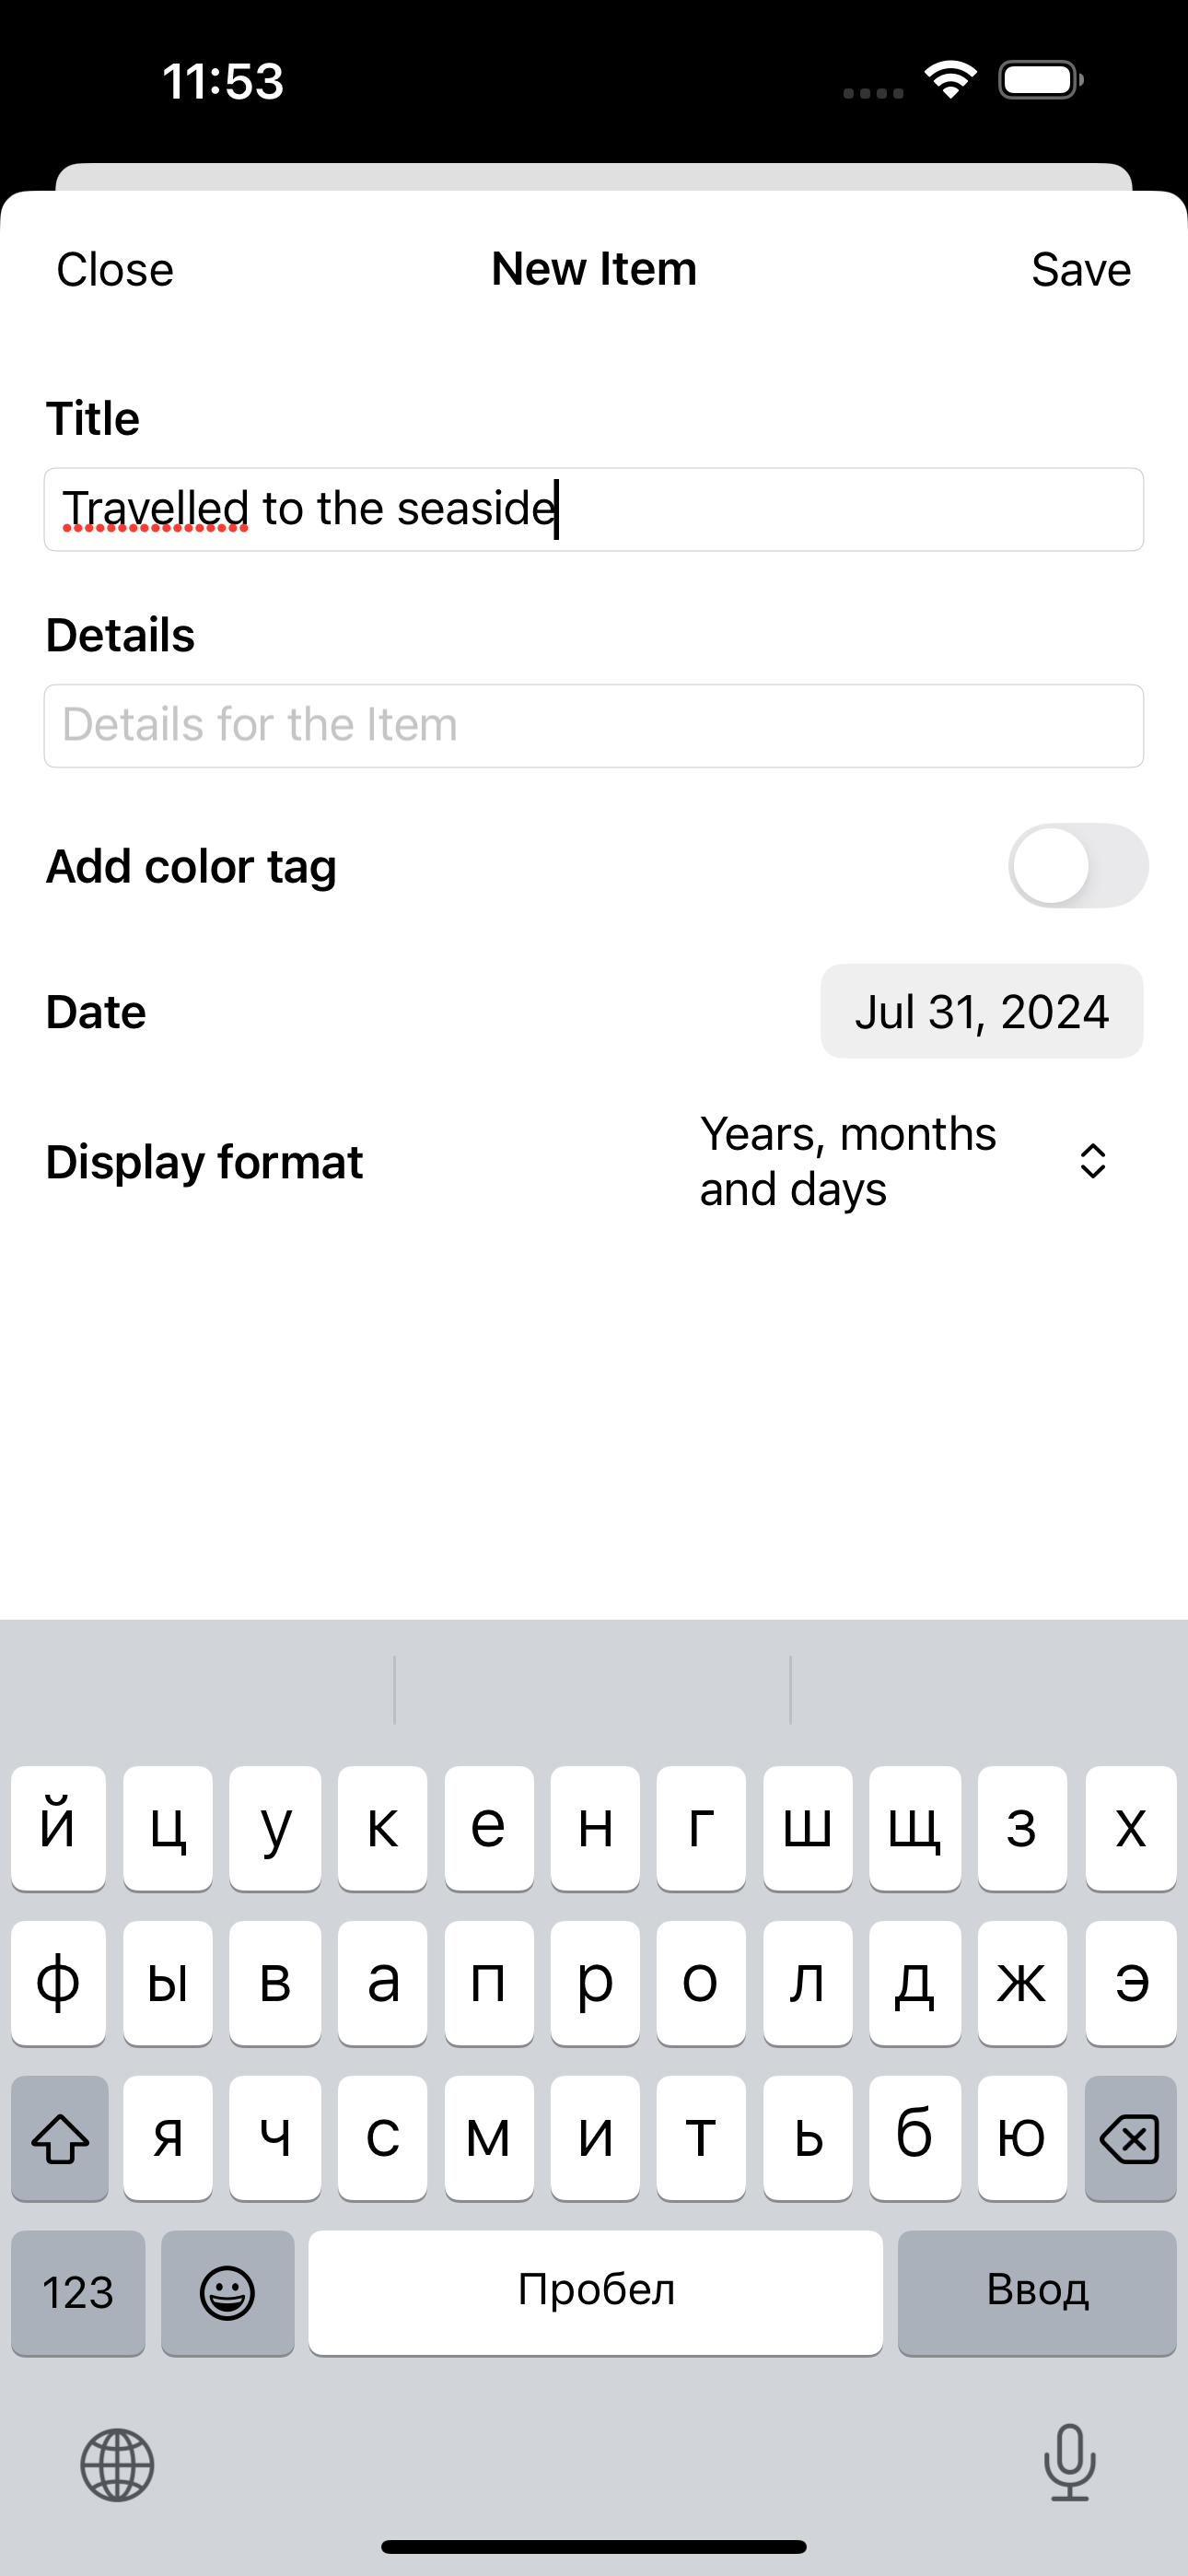 11:53
Close New Item Save
Title
Travelled to the seaside
Details
Details for the Item
Add color tag
Date Jul 31, 2024
Display format Years, months
and days
й ц у к е н г ш щ з х
ф ы в а п р о л д ж э
я ч с м и т ь б ю
123 Пробел Ввод